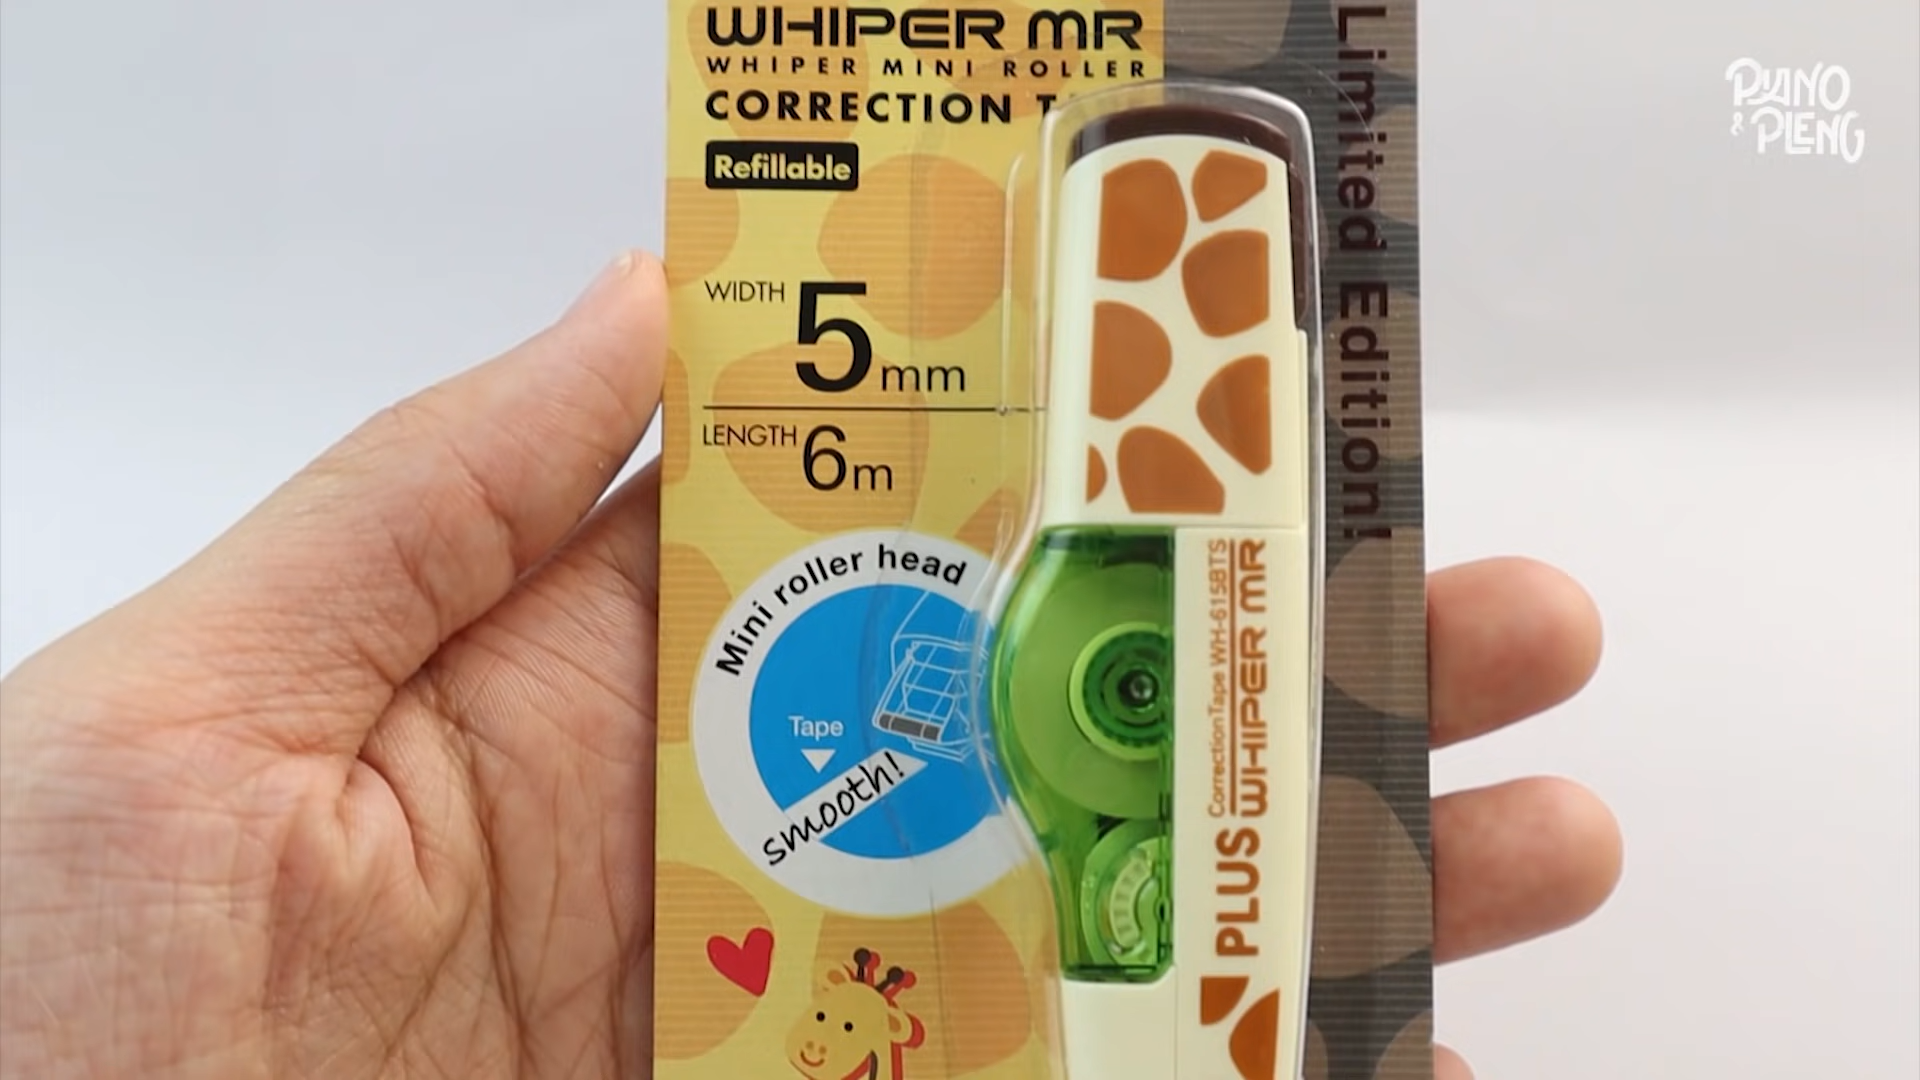 WHIPER MR
WHIPER MINI ROLLER
CORRECTION
Refillable
WIDTH 5mm
LENGTH 6m
Mini roller head
Tape
smooth!
Limited Edition!
PLUS
Correction Tape WH-615BTS
WHIPER MR
PIANO
& PLENG